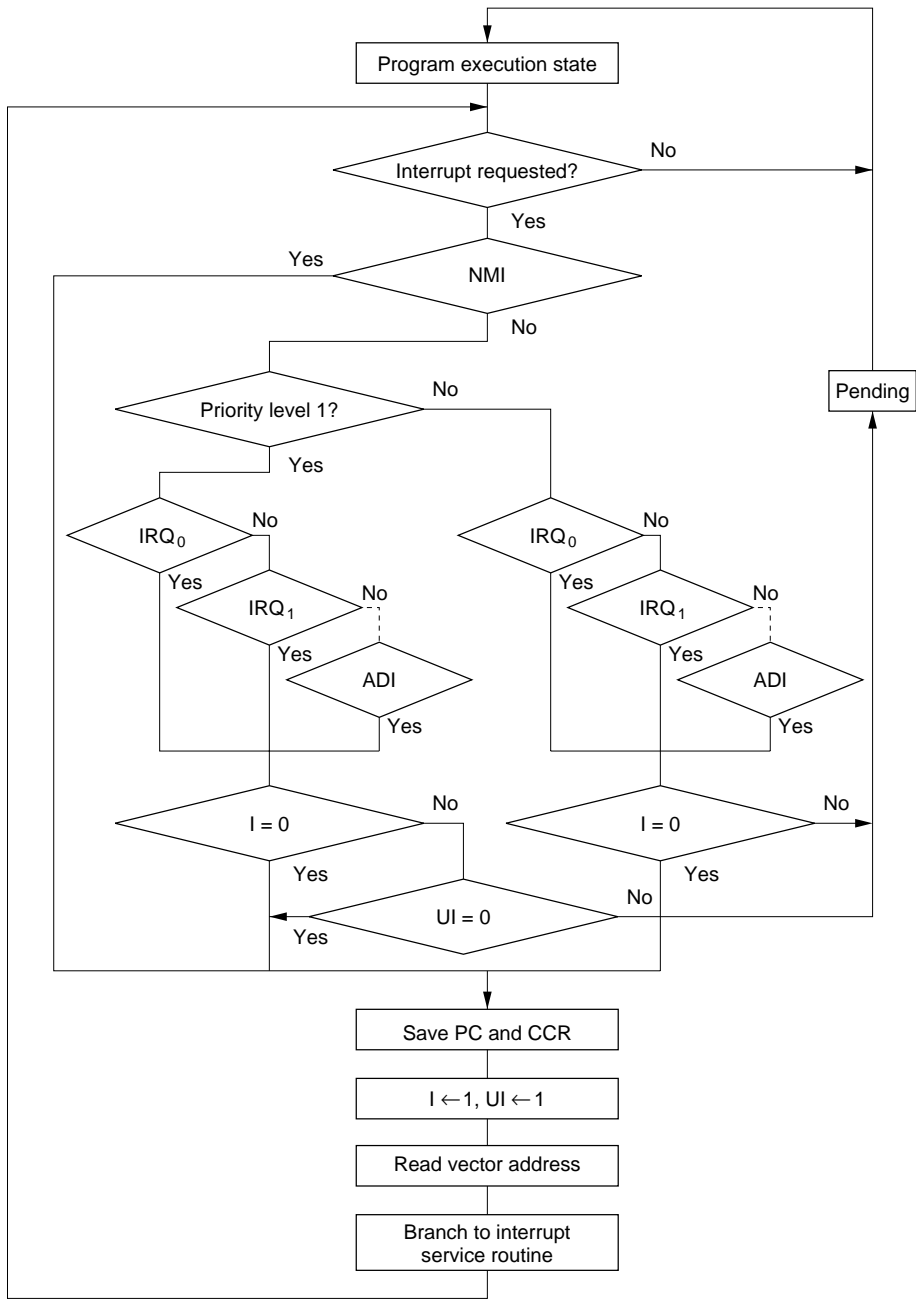 Program execution state
Interrupt requested?
No
Yes
Yes
NMI
No
Priority level 1?
No
Pending
Yes
IRQ0
No
Yes
IRQ0
No
Yes
IRQ1
No
Yes
IRQ1
No
Yes
ADI
Yes
ADI
Yes
I = 0
No
Yes
I = 0
No
Yes
UI = 0
No
Yes
Save PC and CCR
I ←1, UI ←1
Read vector address
Branch to interrupt
service routine